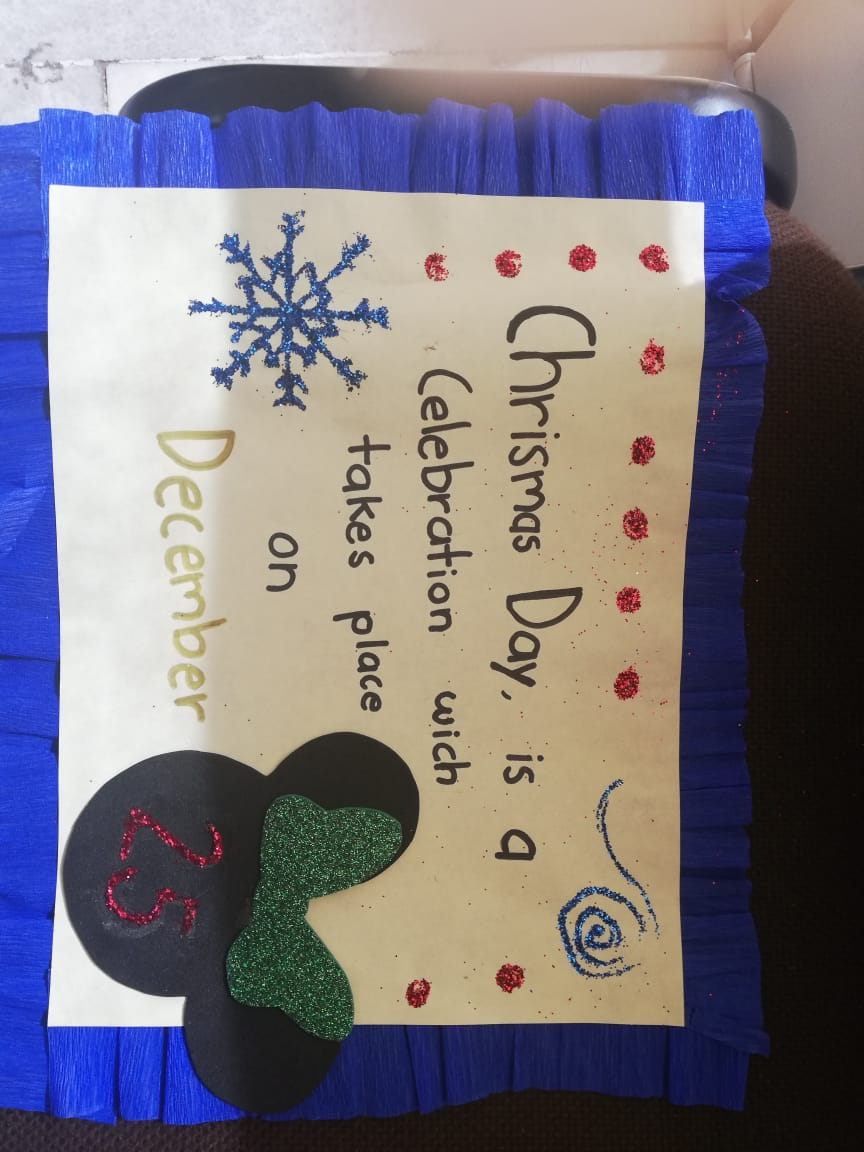 Chrismas Day, is a
Celebration wich
takes place
on
December
25